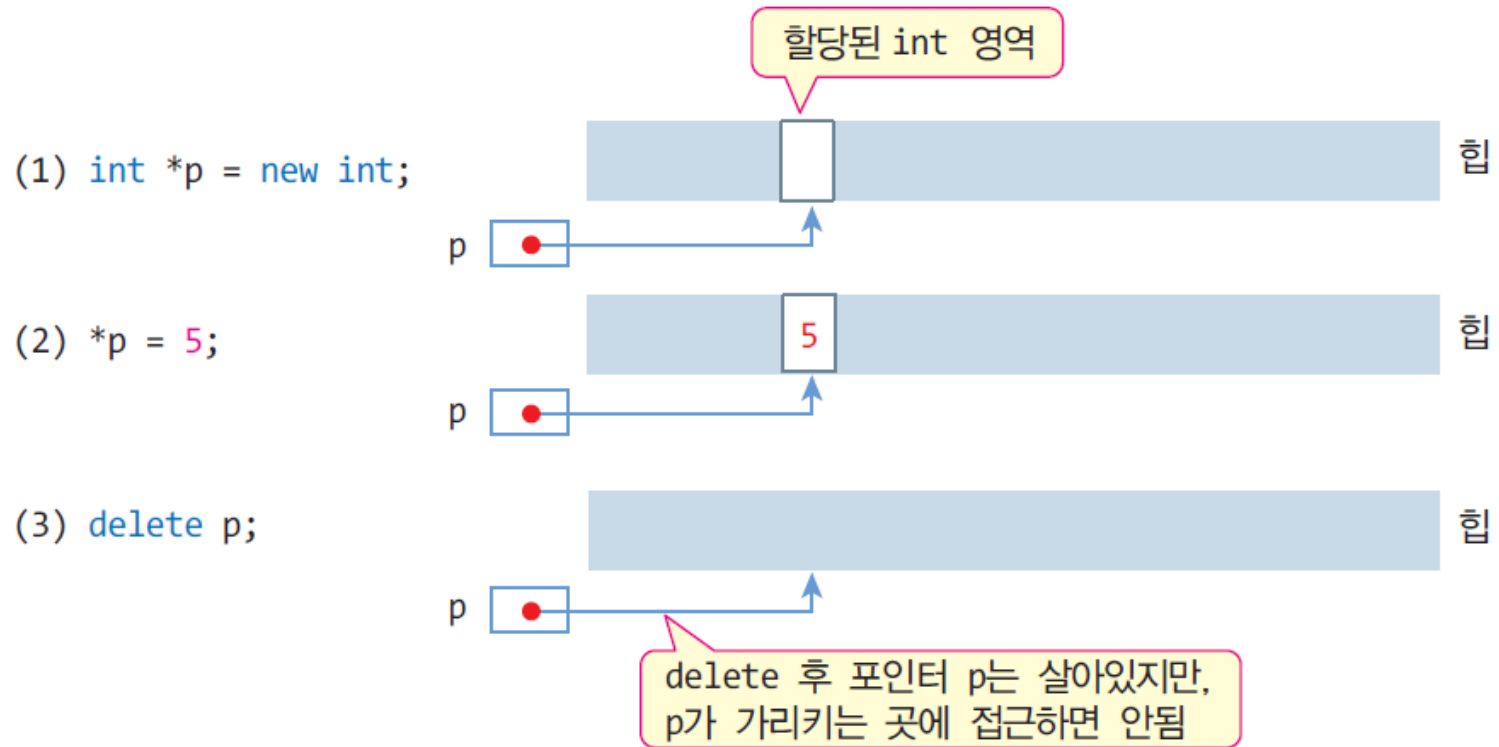 할당된 int 영역
(1) int *p = new int;
힙
p
(2) *p = 5;
5
힙
p
(3) delete p;
힙
p
delete 후 포인터 p는 살아있지만,
p가 가리키는 곳에 접근하면 안됨